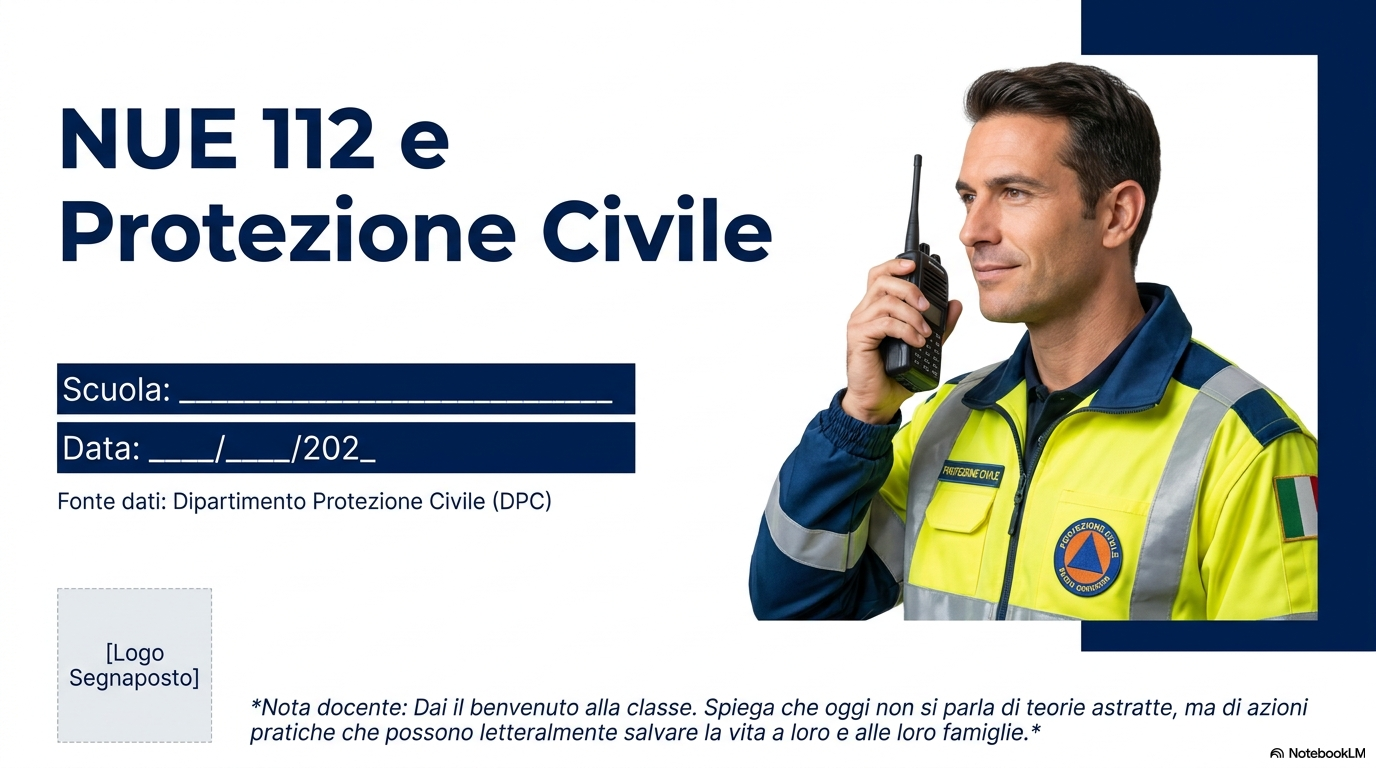 NUE 112 e
Protezione Civile
Scuola: __________________________
Data: ____/____/202_
Fonte dati: Dipartimento Protezione Civile (DPC)
[Logo
Segnaposto]
*Nota docente: Dai il benvenuto alla classe. Spiega che oggi non si parla di teorie astratte, ma di azioni
pratiche che possono letteralmente salvare la vita a loro e alle loro famiglie.*
NotebookLM